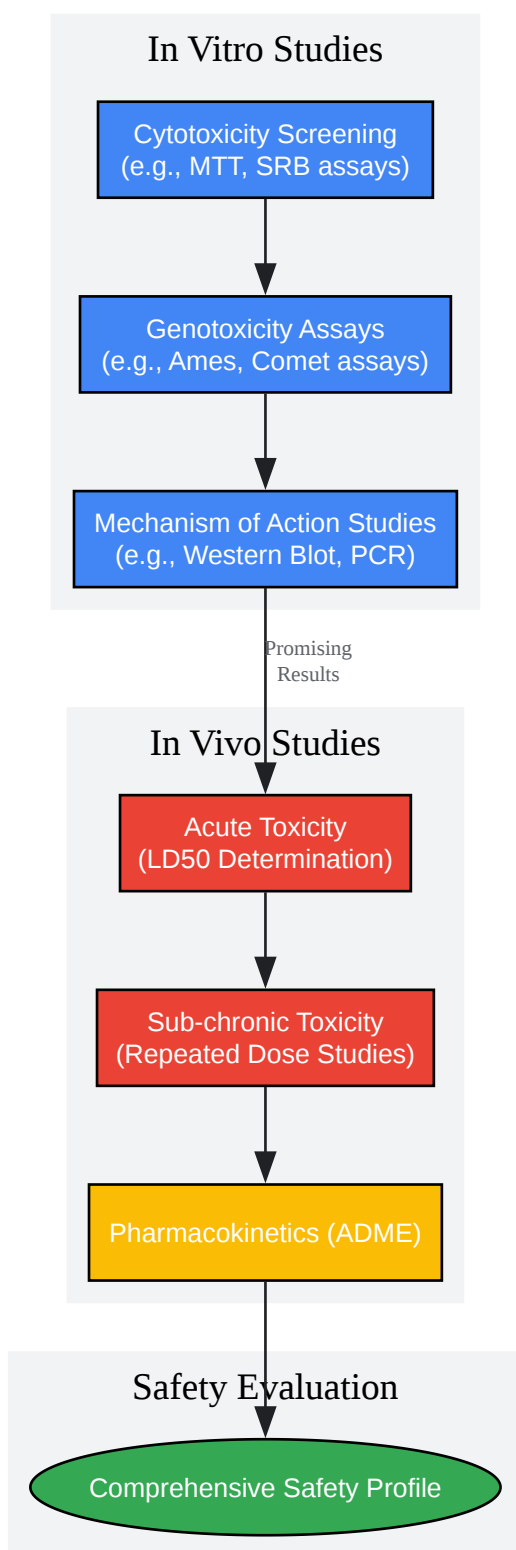 In Vitro Studies
Cytotoxicity Screening
(e.g., MTT, SRB assays)
Genotoxicity Assays
(e.g., Ames, Comet assays)
Mechanism of Action Studies
(e.g., Western Blot, PCR)
Promising
Results
In Vivo Studies
Acute Toxicity
(LD50 Determination)
Sub-chronic Toxicity
(Repeated Dose Studies)
Pharmacokinetics (ADME)
Safety Evaluation
Comprehensive Safety Profile